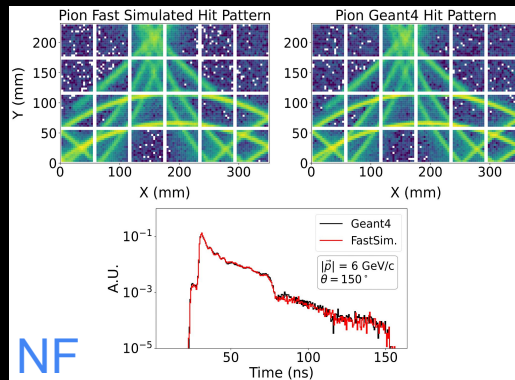 Pion Fast Simulated Hit Pattern
Pion Geant4 Hit Pattern
Y (mm)
200
150
100
50
0
0 100 200 300
X (mm)
200
150
100
50
0
0 100 200 300
X (mm)
A.U.
10⁻¹
10⁻³
10⁻⁵
Geant4
FastSim.
|p⃗| = 6 GeV/c
θ = 150°
50 100 150
Time (ns)
NF